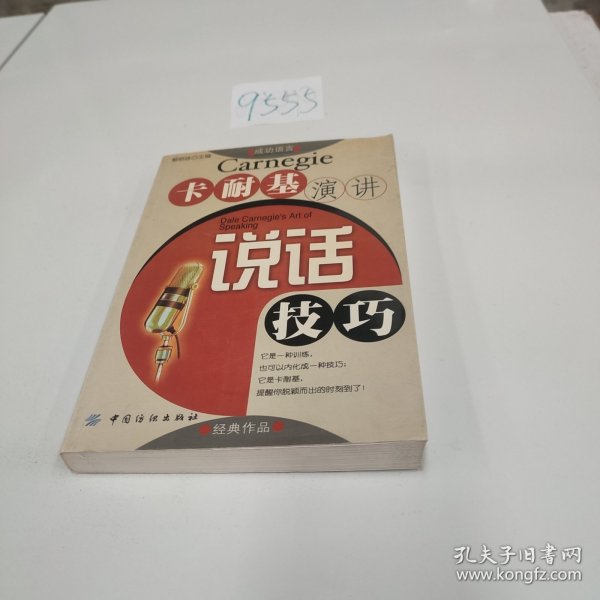 9555
成功语言
Carnegie
卡耐基演讲
Dale Carnegie's Art of
Speaking
说话
技巧
它是一种训练，
也可以内化成一种技巧；
它是卡耐基，
提醒你脱颖而出的时刻到了！
中国纺织出版社
经典作品
孔夫子旧书网
www.kongfz.com